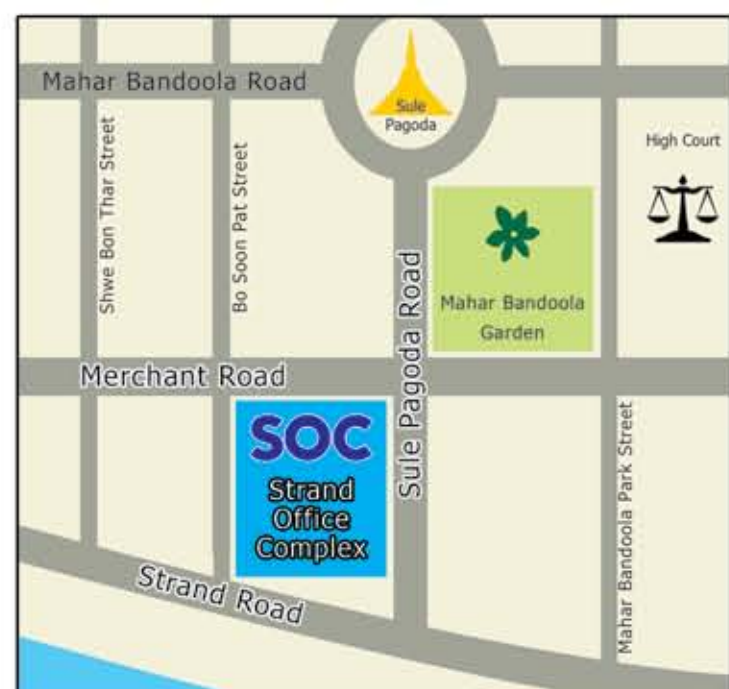 Sule
Pagoda
Mahar Bandoola Road
High Court
Shwe Bon Thar Street
Bo Soon Pat Street
Mahar Bandoola
Garden
Sule Pagoda Road
Merchant Road
SOC
Strand
Office
Complex
Mahar Bandoola Park Street
Strand Road